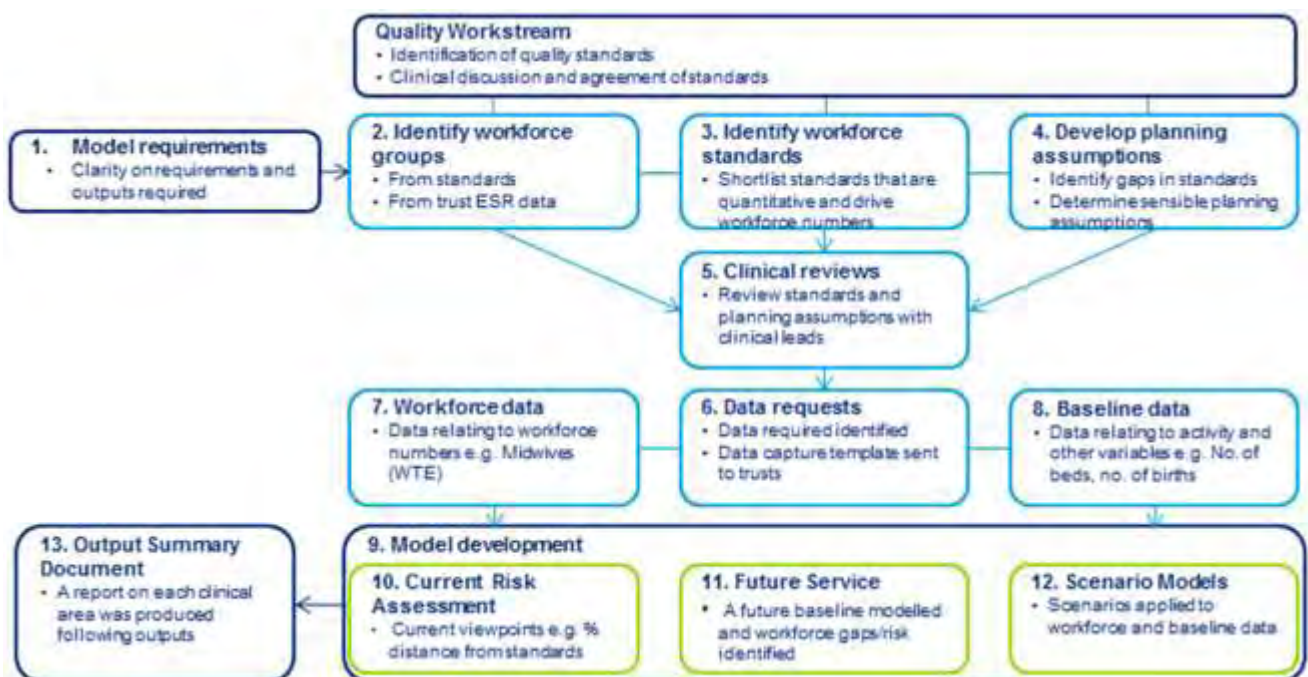 Quality Workstream
• Identification of quality standards
• Clinical discussion and agreement of standards
1. Model requirements
• Clarity on requirements and
outputs required
2. Identify workforce
groups
• From standards
• From trust ESR data
3. Identify workforce
standards
• Shortlist standards that are
quantitative and drive
workforce numbers
4. Develop planning
assumptions
• Identify gaps in standards
• Determine sensible planning
assumptions
5. Clinical reviews
• Review standards and
planning assumptions with
clinical leads
7. Workforce data
• Data relating to workforce
numbers e.g. Midwives
(WTE)
6. Data requests
• Data required identified
• Data capture template sent
to trusts
8. Baseline data
• Data relating to activity and
other variables e.g. No. of
beds, no. of births
13. Output Summary
Document
• A report on each clinical
area was produced
following outputs
9. Model development
10. Current Risk
Assessment
• Current viewpoints e.g. %
distance from standards
11. Future Service
• A future baseline modelled
and workforce gaps/risk
identified
12. Scenario Models
• Scenarios applied to
workforce and baseline data